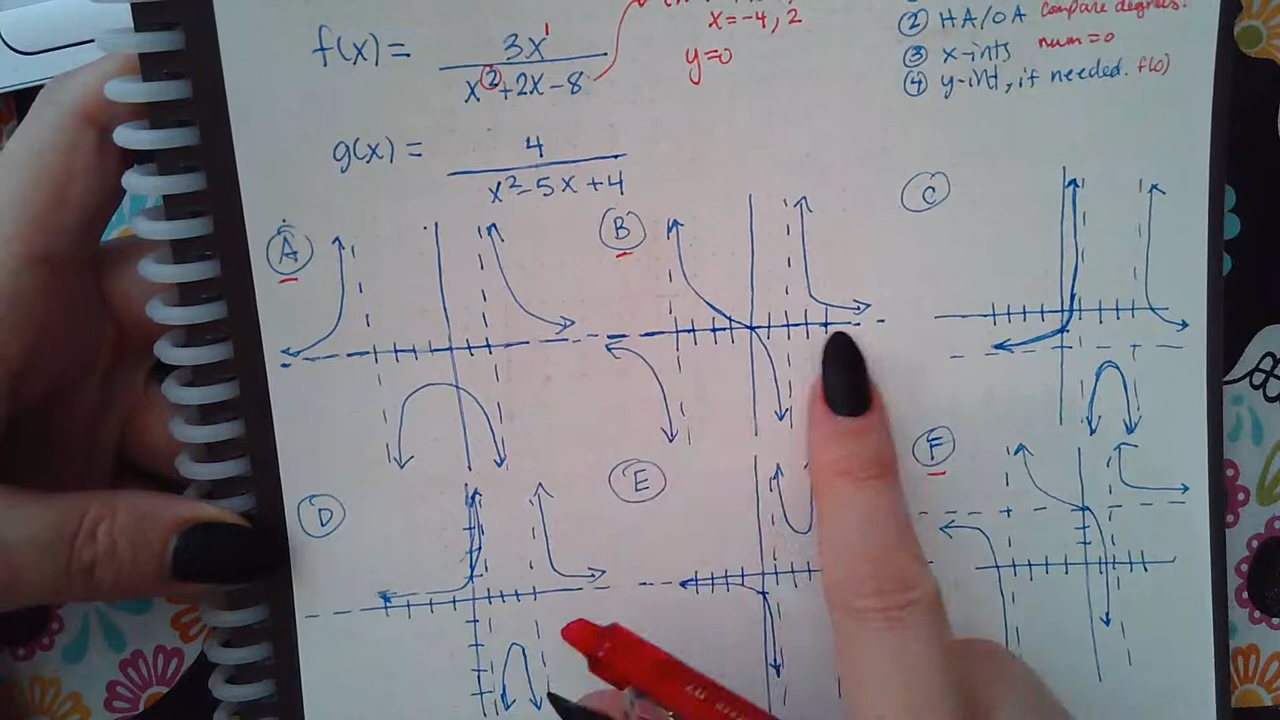 x=-4, 2
y=0
f(x) = 3x¹ / x²+2x-8
② HA/OA compare degrees.
③ x-ints num=0
④ y-int, if needed. f(0)
g(x) = 4 / x²-5x+4
A
B
C
D
E
F